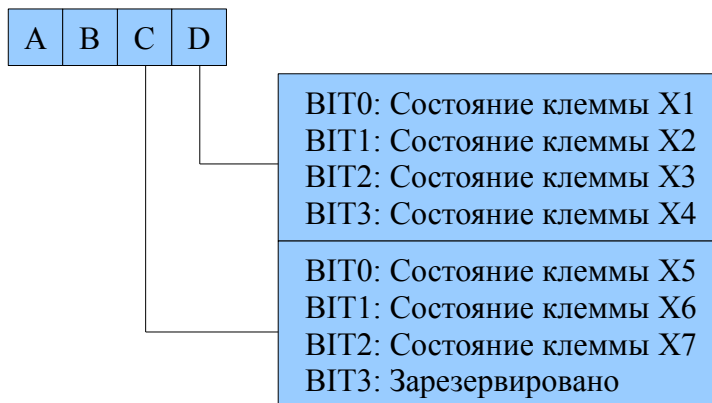 A B C D
BIT0: Состояние клеммы X1
BIT1: Состояние клеммы X2
BIT2: Состояние клеммы X3
BIT3: Состояние клеммы X4
BIT0: Состояние клеммы X5
BIT1: Состояние клеммы X6
BIT2: Состояние клеммы X7
BIT3: Зарезервировано